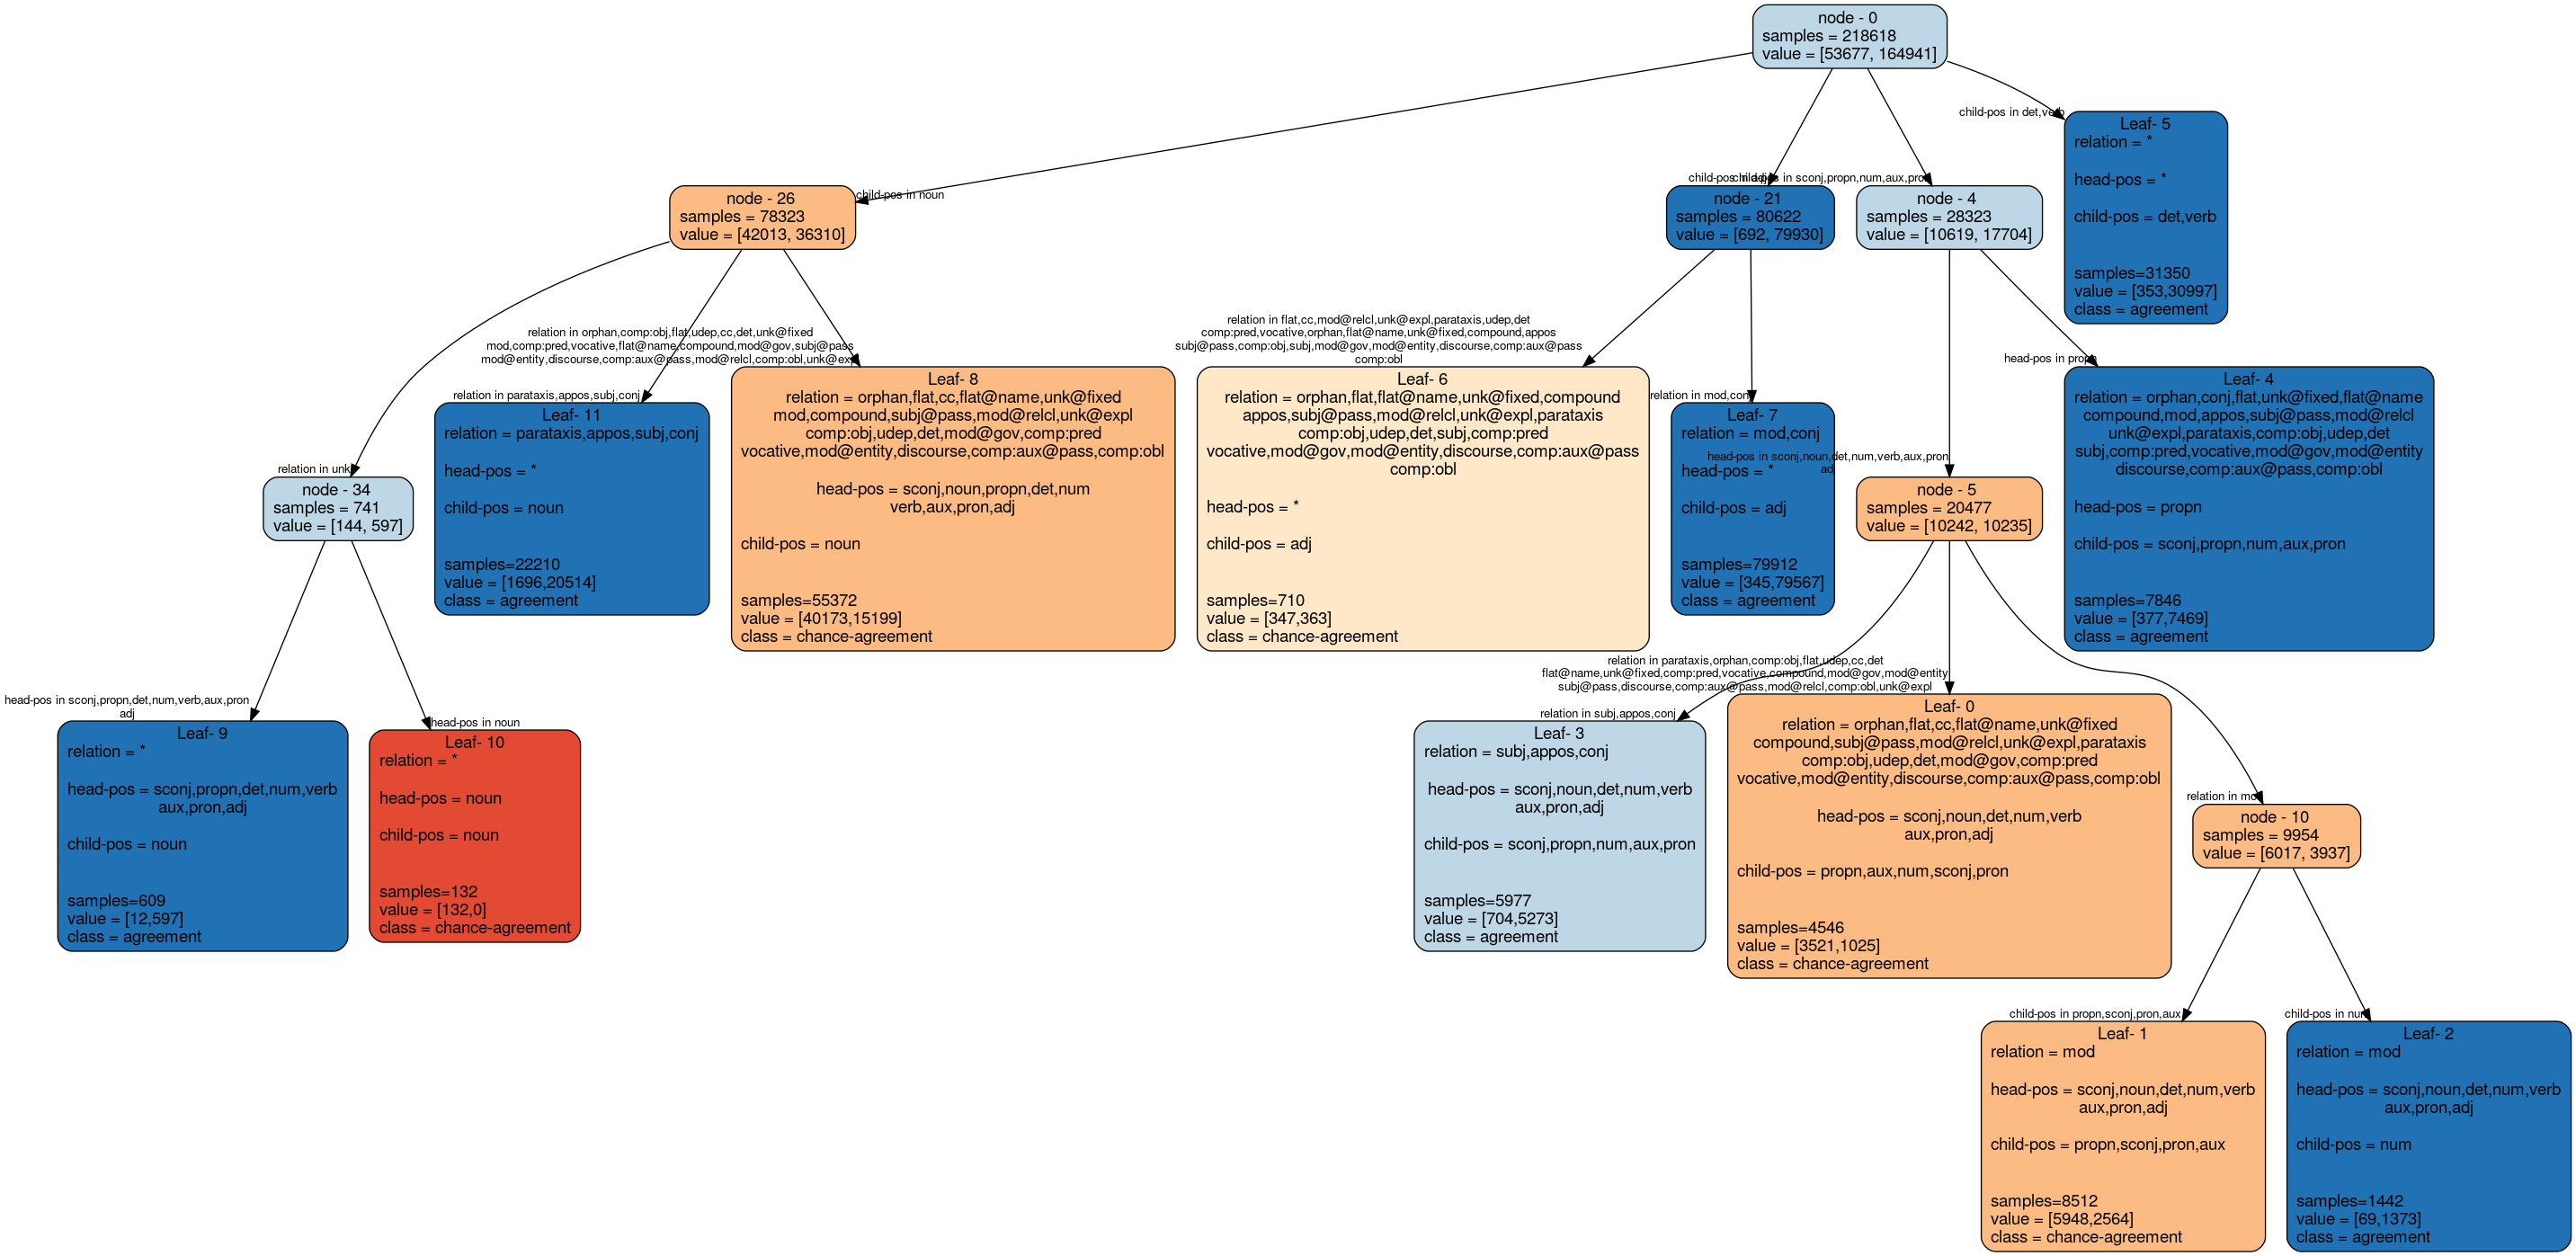 node - 0
samples = 218618
value = [53677, 164941]
child-pos in det,verb
Leaf- 5
relation = *
head-pos = *
child-pos = det,verb
samples=31350
value = [353,30997]
class = agreement
child-pos in noun
node - 26
samples = 78323
value = [42013, 36310]
child-pos in adj
node - 21
samples = 80622
value = [692, 79930]
child-pos in sconj,propn,num,aux,pron
node - 4
samples = 28323
value = [10619, 17704]
relation in unk
node - 34
samples = 741
value = [144, 597]
relation in parataxis,appos,subj,conj
Leaf- 11
relation = parataxis,appos,subj,conj
head-pos = *
child-pos = noun
samples=22210
value = [1696,20514]
class = agreement
relation in orphan,comp:obj,flat,udep,cc,det,unk@fixed
mod,comp:pred,vocative,flat@name,compound,mod@gov,subj@pass
mod@entity,discourse,comp:aux@pass,mod@relcl,comp:obl,unk@expl
Leaf- 8
relation = orphan,flat,cc,flat@name,unk@fixed
mod,compound,subj@pass,mod@relcl,unk@expl
comp:obj,udep,det,mod@gov,comp:pred
vocative,mod@entity,discourse,comp:aux@pass,comp:obl
head-pos = sconj,noun,propn,det,num
verb,aux,pron,adj
child-pos = noun
samples=55372
value = [40173,15199]
class = chance-agreement
relation in flat,cc,mod@relcl,unk@expl,parataxis,udep,det
comp:pred,vocative,orphan,flat@name,unk@fixed,compound,appos
subj@pass,comp:obj,subj,mod@gov,mod@entity,discourse,comp:aux@pass
comp:obl
Leaf- 6
relation = orphan,flat,flat@name,unk@fixed,compound
appos,subj@pass,mod@relcl,unk@expl,parataxis
comp:obj,udep,det,subj,comp:pred
vocative,mod@gov,mod@entity,discourse,comp:aux@pass
comp:obl
head-pos = *
child-pos = adj
samples=710
value = [347,363]
class = chance-agreement
relation in mod,conj
Leaf- 7
relation = mod,conj
head-pos = *
child-pos = adj
samples=79912
value = [345,79567]
class = agreement
head-pos in sconj,noun,det,num,verb,aux,pron
adj
node - 5
samples = 20477
value = [10242, 10235]
head-pos in propn
Leaf- 4
relation = orphan,conj,flat,unk@fixed,flat@name
compound,mod,appos,subj@pass,mod@relcl
unk@expl,parataxis,comp:obj,udep,det
subj,comp:pred,vocative,mod@gov,mod@entity
discourse,comp:aux@pass,comp:obl
head-pos = propn
child-pos = sconj,propn,num,aux,pron
samples=7846
value = [377,7469]
class = agreement
head-pos in sconj,propn,det,num,verb,aux,pron
adj
Leaf- 9
relation = *
head-pos = sconj,propn,det,num,verb
aux,pron,adj
child-pos = noun
samples=609
value = [12,597]
class = agreement
head-pos in noun
Leaf- 10
relation = *
head-pos = noun
child-pos = noun
samples=132
value = [132,0]
class = chance-agreement
relation in subj,appos,conj
Leaf- 3
relation = subj,appos,conj
head-pos = sconj,noun,det,num,verb
aux,pron,adj
child-pos = sconj,propn,num,aux,pron
samples=5977
value = [704,5273]
class = agreement
relation in parataxis,orphan,comp:obj,flat,udep,cc,det
flat@name,unk@fixed,comp:pred,vocative,compound,mod@gov,mod@entity
subj@pass,discourse,comp:aux@pass,mod@relcl,comp:obl,unk@expl
Leaf- 0
relation = orphan,flat,cc,flat@name,unk@fixed
compound,subj@pass,mod@relcl,unk@expl,parataxis
comp:obj,udep,det,mod@gov,comp:pred
vocative,mod@entity,discourse,comp:aux@pass,comp:obl
head-pos = sconj,noun,det,num,verb
aux,pron,adj
child-pos = propn,aux,num,sconj,pron
samples=4546
value = [3521,1025]
class = chance-agreement
relation in mod
node - 10
samples = 9954
value = [6017, 3937]
child-pos in propn,sconj,pron,aux
Leaf- 1
relation = mod
head-pos = sconj,noun,det,num,verb
aux,pron,adj
child-pos = propn,sconj,pron,aux
samples=8512
value = [5948,2564]
class = chance-agreement
child-pos in num
Leaf- 2
relation = mod
head-pos = sconj,noun,det,num,verb
aux,pron,adj
child-pos = num
samples=1442
value = [69,1373]
class = agreement